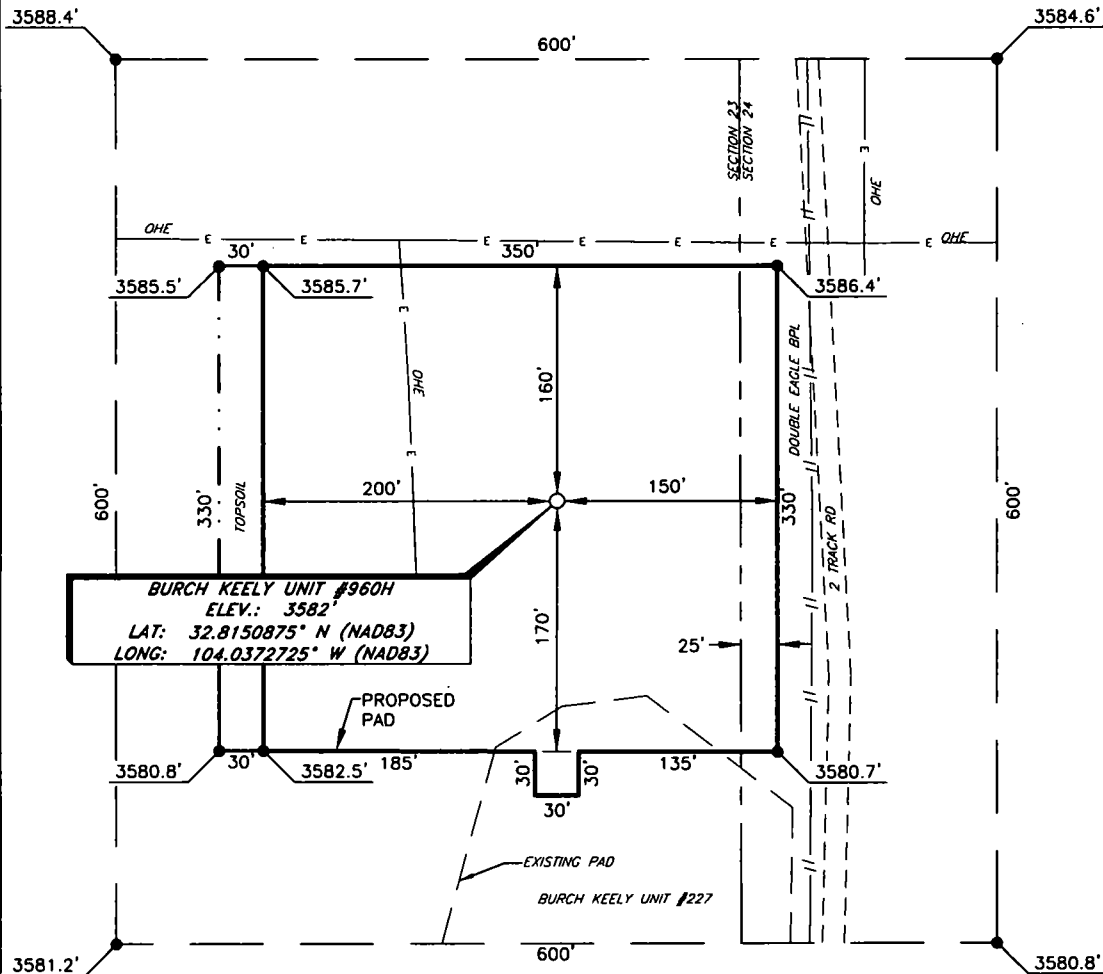 3588.4'
3584.6'
600'
SECTION 23
SECTION 24
OHE
OHE
E
E
E
E
E
E
E
OHE
E
30'
350'
3585.5'
3585.7'
3586.4'
E
OHE
E
160'
DOUBLE EAGLE BPL
600'
330'
TOPSOIL
200'
150'
330'
2 TRACK RD
600'
BURCH KEELY UNIT #960H
ELEV.: 3582'
LAT: 32.8150875° N (NAD83)
LONG: 104.0372725° W (NAD83)
170'
25'
PROPOSED
PAD
3580.8'
30'
3582.5'
185'
30'
30'
30'
135'
3580.7'
EXISTING PAD
BURCH KEELY UNIT #227
3581.2'
600'
3580.8'